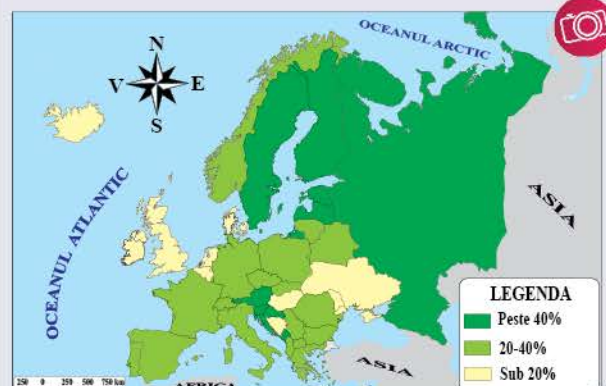 OCEANUL ARCTIC
N
V E
S
OCEANUL ATLANTIC
ASIA
LEGENDA
Peste 40%
20-40%
Sub 20%
ASIA
AFRICA
250 0 250 500 750 km